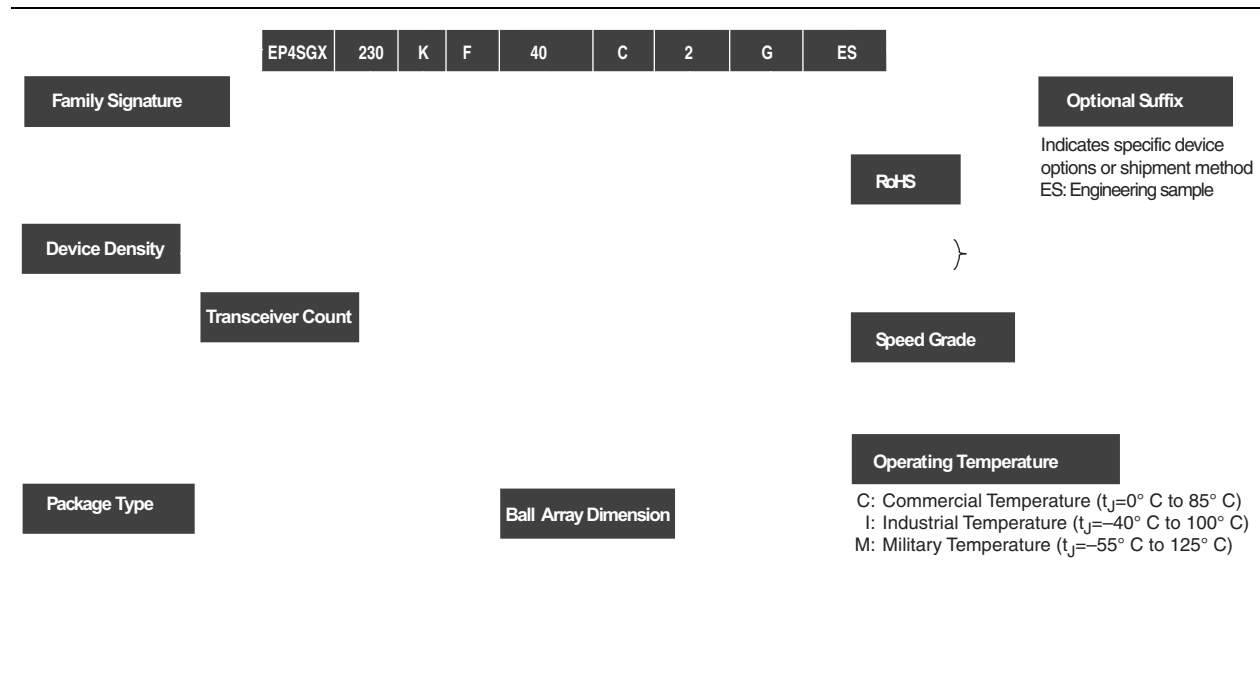 EP4SGX 230 K F 40 C 2 G ES
Family Signature
Optional Suffix
Indicates specific device
options or shipment method
ES: Engineering sample
RoHS
Device Density
Transceiver Count
Speed Grade
Operating Temperature
C: Commercial Temperature (tJ=0° C to 85° C)
I: Industrial Temperature (tJ=–40° C to 100° C)
M: Military Temperature (tJ=–55° C to 125° C)
Package Type
Ball Array Dimension